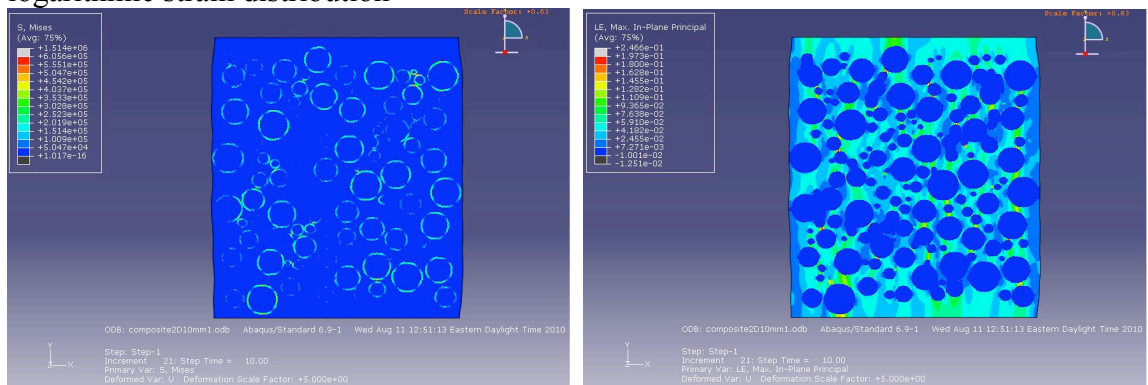 logarithmic strain distribution
Scale Factor: +0.63
S, Mises
(Avg: 75%)
+1.514e+06
+6.056e+05
+5.551e+05
+5.047e+05
+4.542e+05
+4.037e+05
+3.533e+05
+3.028e+05
+2.523e+05
+2.019e+05
+1.514e+05
+1.009e+05
+5.047e+04
+1.017e-16
ODB: composite2D10mm1.odb Abaqus/Standard 6.9-1 Wed Aug 11 12:51:13 Eastern Daylight Time 2010
Y
Z X
Step: Step-1
Increment 21: Step Time = 10.00
Primary Var: S, Mises
Deformed Var: U Deformation Scale Factor: +5.000e+00
Scale Factor: +0.63
LE, Max. In-Plane Principal
(Avg: 75%)
+2.466e-01
+1.973e-01
+1.800e-01
+1.628e-01
+1.455e-01
+1.282e-01
+1.109e-01
+9.365e-02
+7.638e-02
+5.910e-02
+4.182e-02
+2.455e-02
+7.271e-03
-1.001e-02
-1.251e-02
ODB: composite2D10mm1.odb Abaqus/Standard 6.9-1 Wed Aug 11 12:51:13 Eastern Daylight Time 2010
Y
Z X
Step: Step-1
Increment 21: Step Time = 10.00
Primary Var: LE, Max. In-Plane Principal
Deformed Var: U Deformation Scale Factor: +5.000e+00